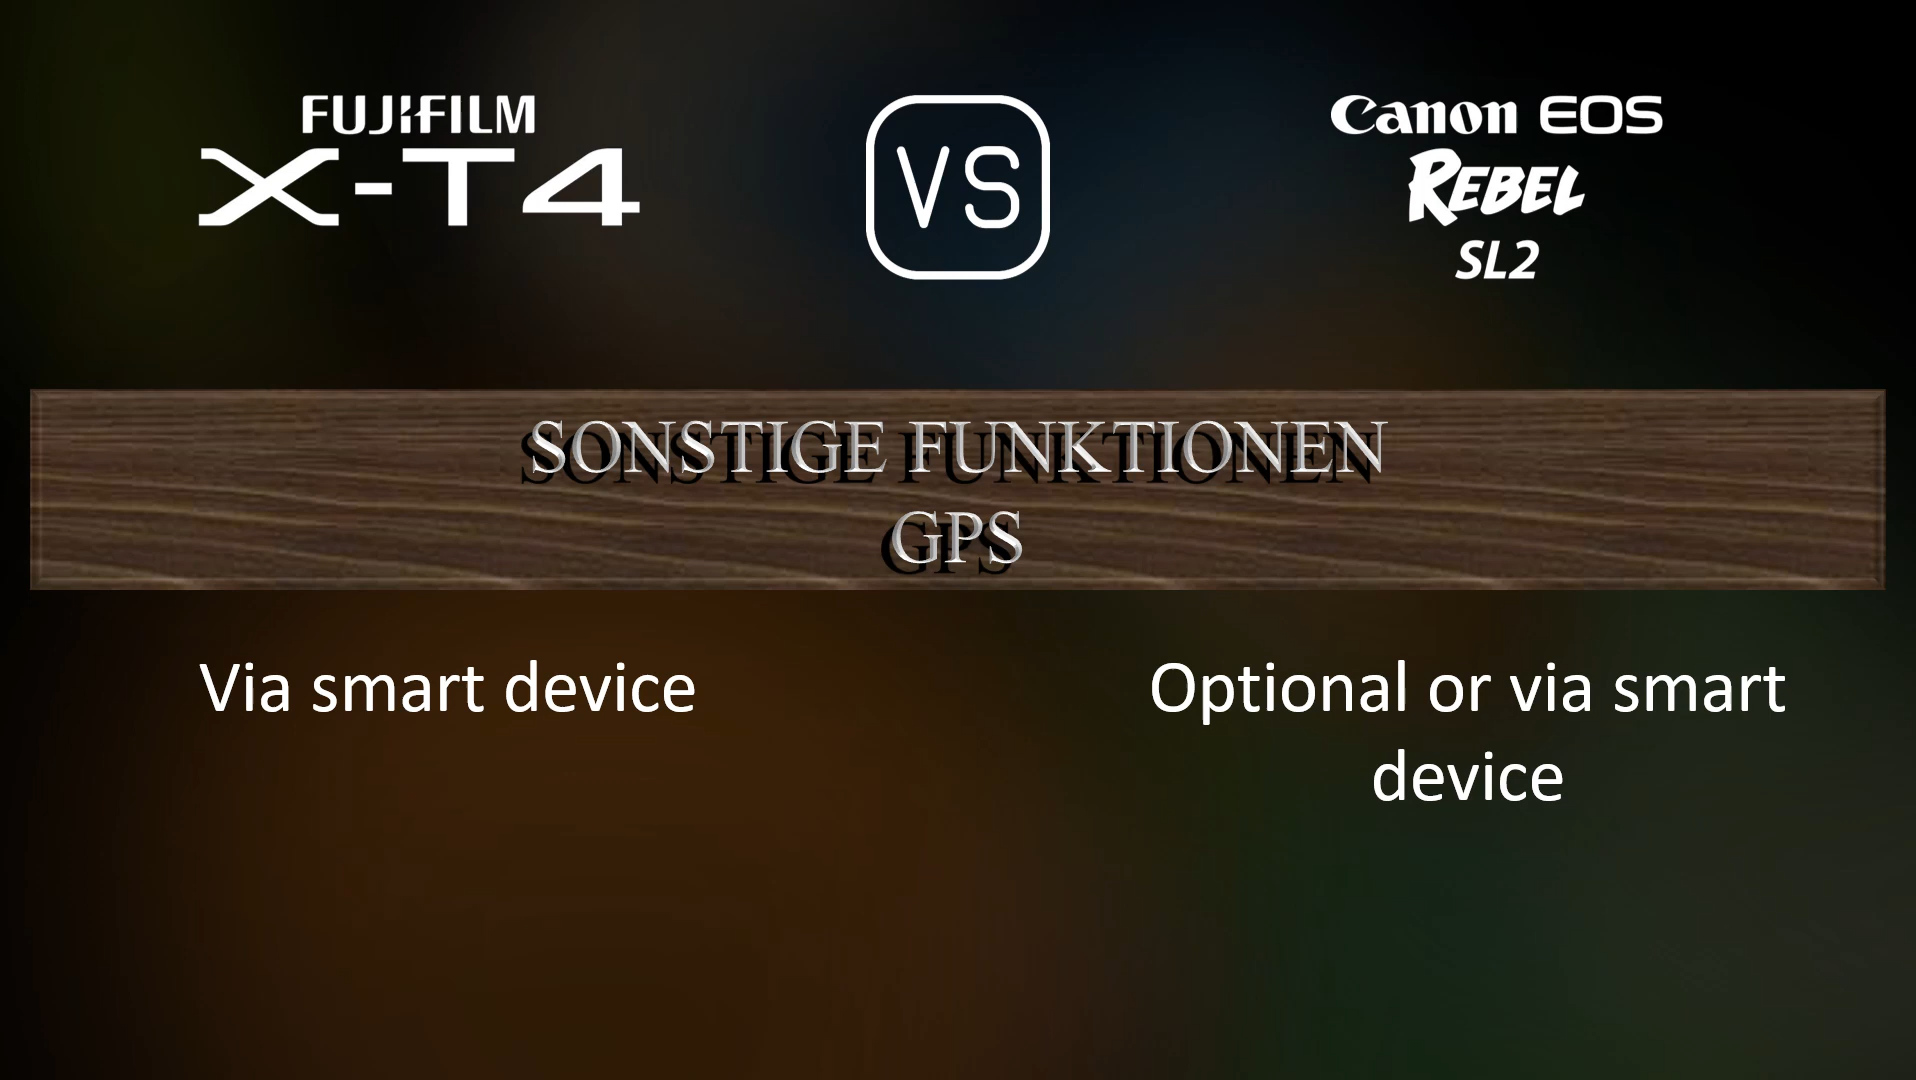 FUJIFILM
X-T4
VS
Canon EOS
REBEL
SL2
SONSTIGE FUNKTIONEN
GPS
Via smart device
Optional or via smart
device